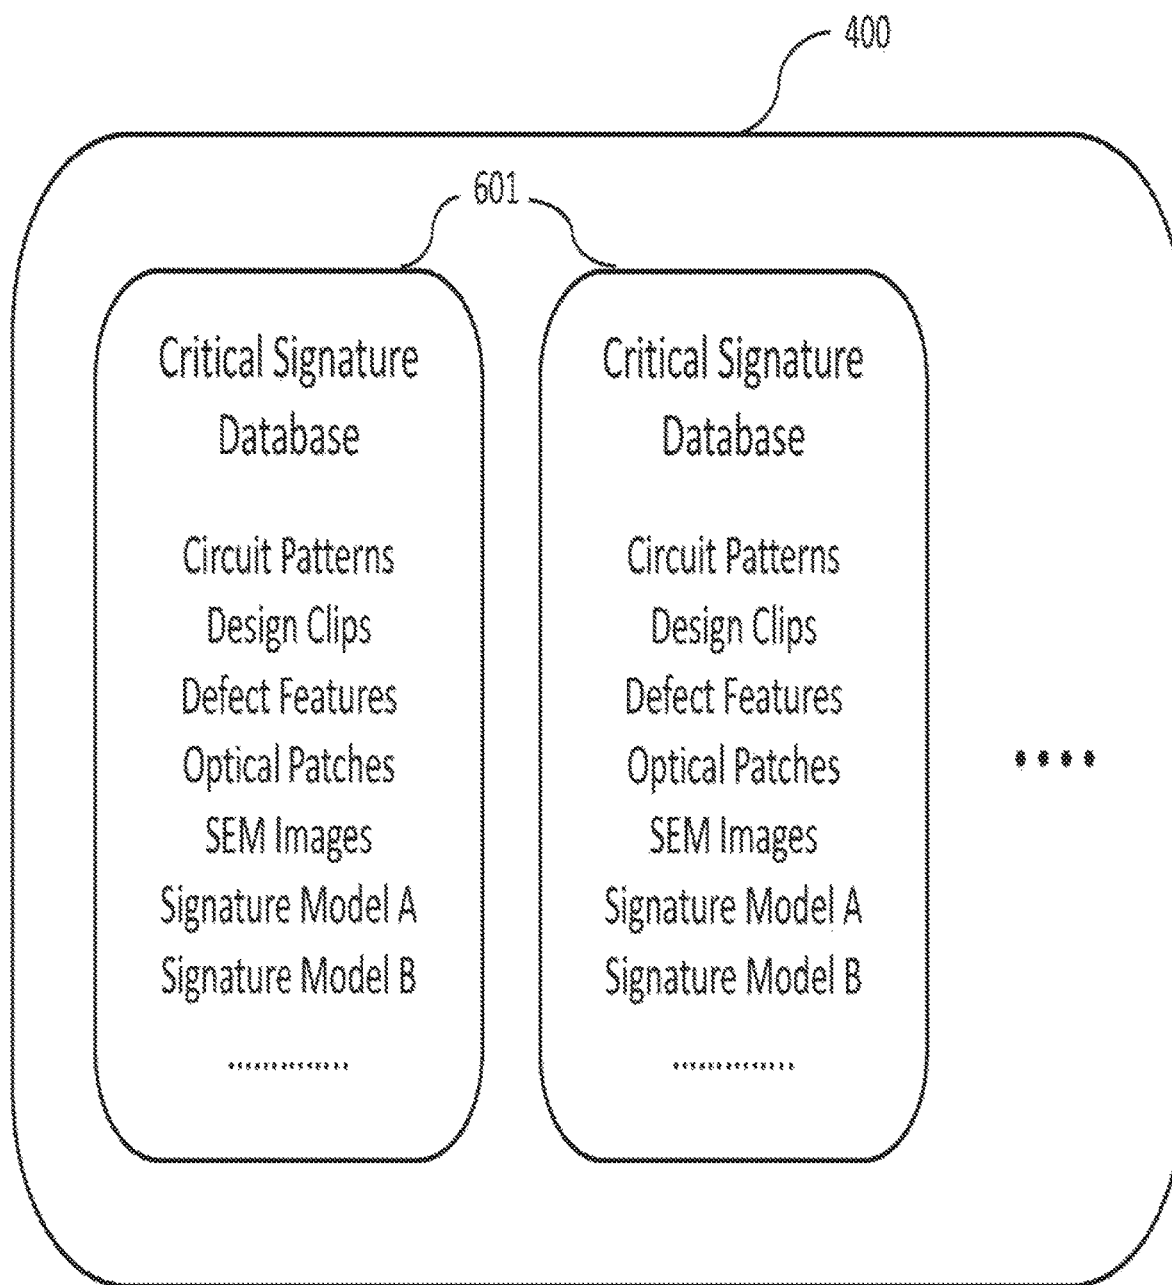 400
601
Critical Signature
Database
Circuit Patterns
Design Clips
Defect Features
Optical Patches
SEM Images
Signature Model A
Signature Model B
..............
Critical Signature
Database
Circuit Patterns
Design Clips
Defect Features
Optical Patches
SEM Images
Signature Model A
Signature Model B
..............
....